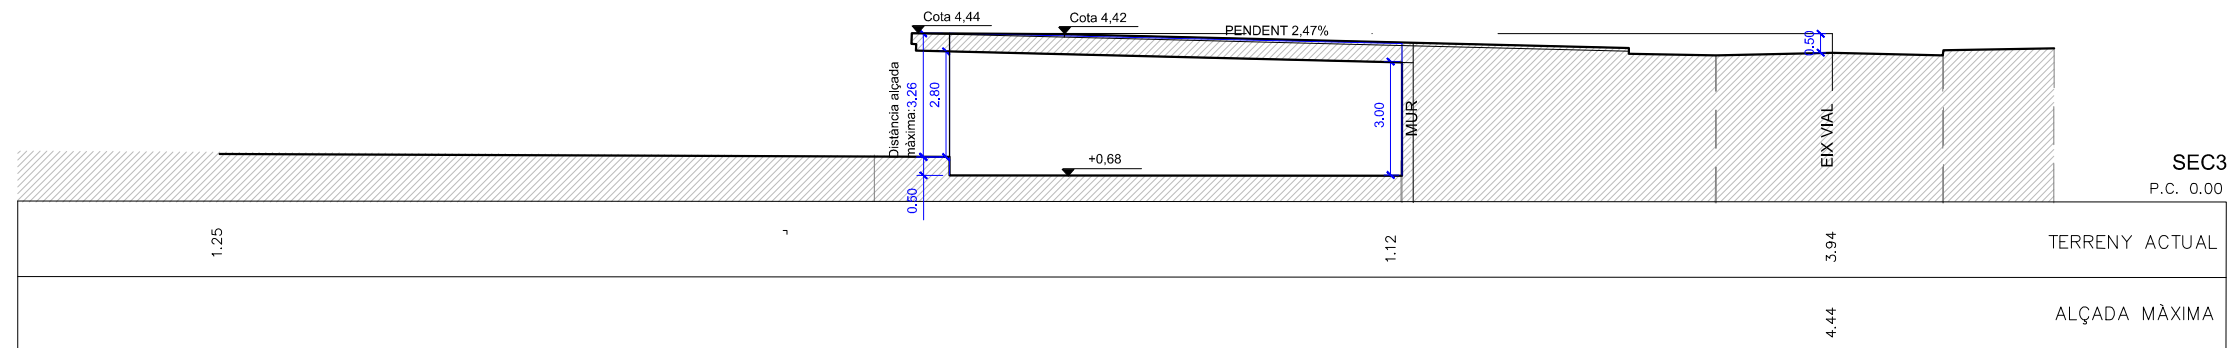 Cota 4,44
Cota 4,42
PENDENT 2,47%
0.50
Distància alçada
màxima:3.26
2.80
3.00
MUR
EIX VIAL
+0,68
0.50
SEC3
P.C. 0.00
1.25
1.12
3.94
TERRENY ACTUAL
4.44
ALÇADA MÀXIMA